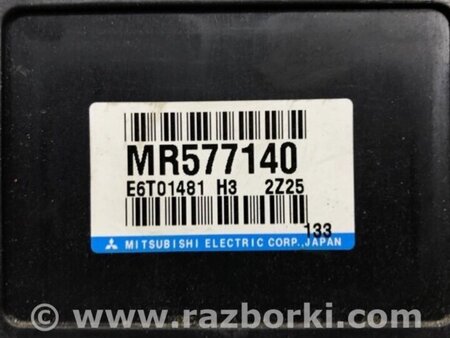 MR577140
E6T01481 H3 2Z25
133
MITSUBISHI ELECTRIC CORP., JAPAN
© www.razborki.com